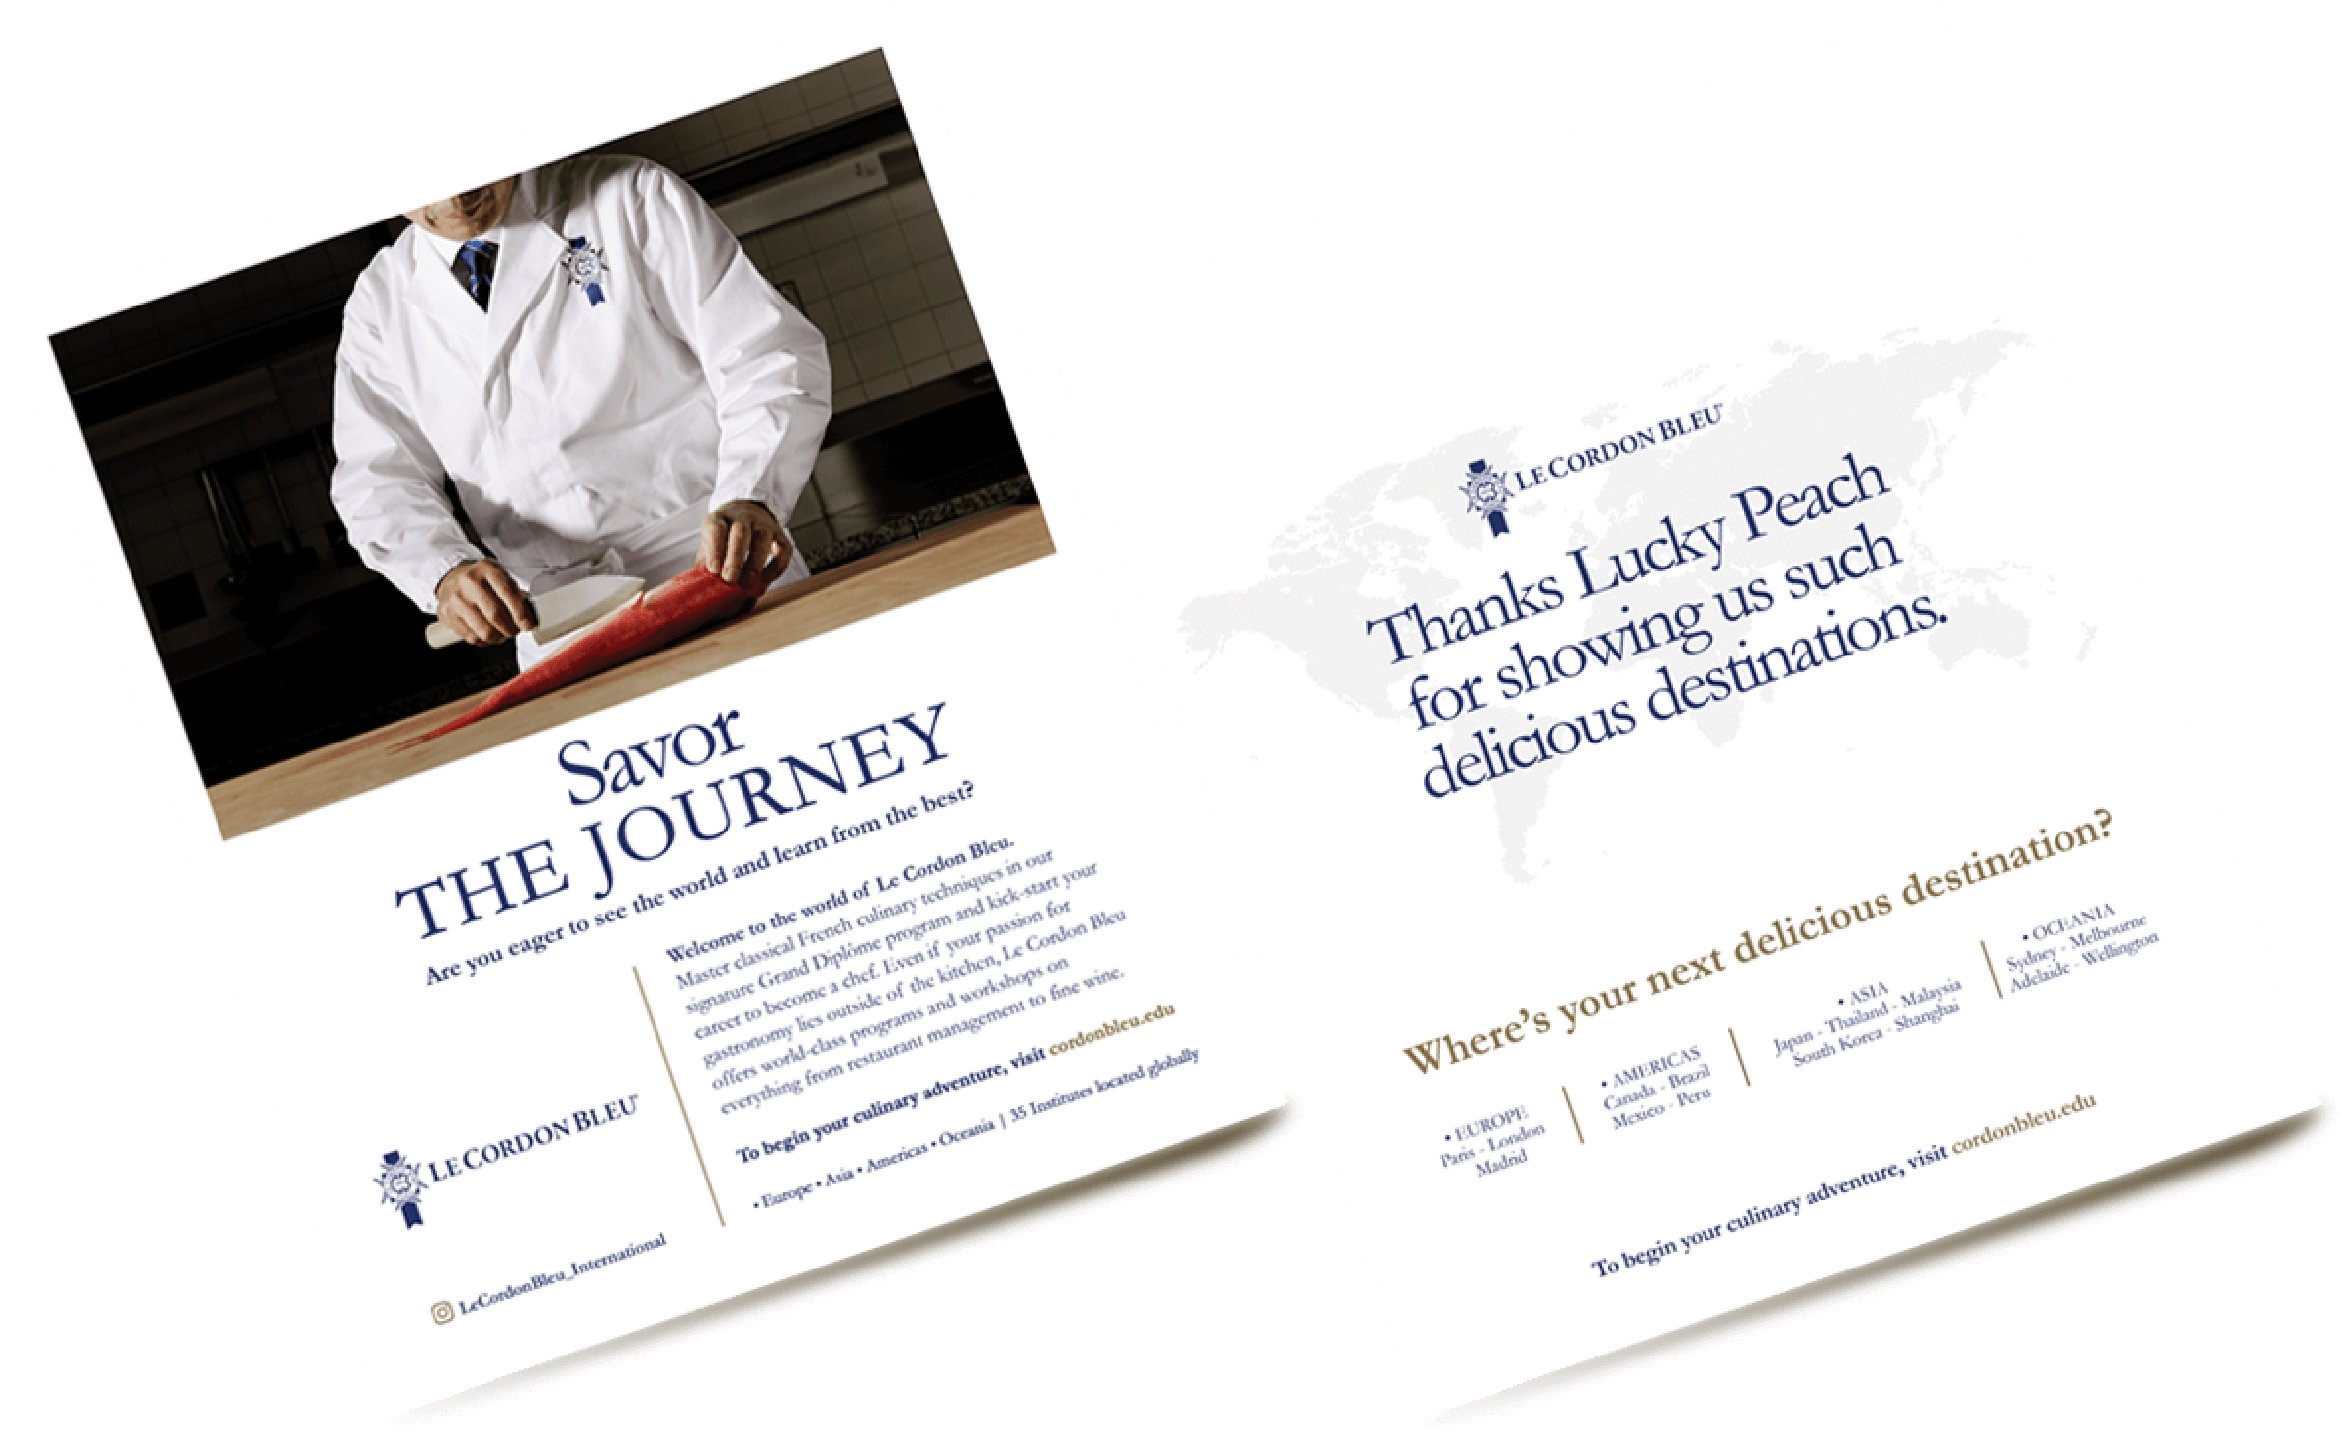 Savor
THE JOURNEY
Are you eager to see the world and learn from the best?
Welcome to the world of Le Cordon Bleu.
Master classical French culinary techniques in our
signature Grand Diplôme program and kick-start your
career to become a chef. Even if your passion for
gastronomy lies outside of the kitchen, Le Cordon Bleu
offers world-class programs and workshops on
everything from restaurant management to fine wine.
To begin your culinary adventure, visit cordonbleu.edu
• Europe • Asia • Americas • Oceania | 35 Institutes located globally
LE CORDON BLEU
LeCordonBleu_International
LE CORDON BLEU
Thanks Lucky Peach
for showing us such
delicious destinations.
Where's your next delicious destination?
• EUROPE
Paris - London
Madrid
• AMERICAS
Canada - Brazil
Mexico - Peru
• ASIA
Japan - Thailand - Malaysia
South Korea - Shanghai
• OCEANIA
Sydney - Melbourne
Adelaide - Wellington
To begin your culinary adventure, visit cordonbleu.edu